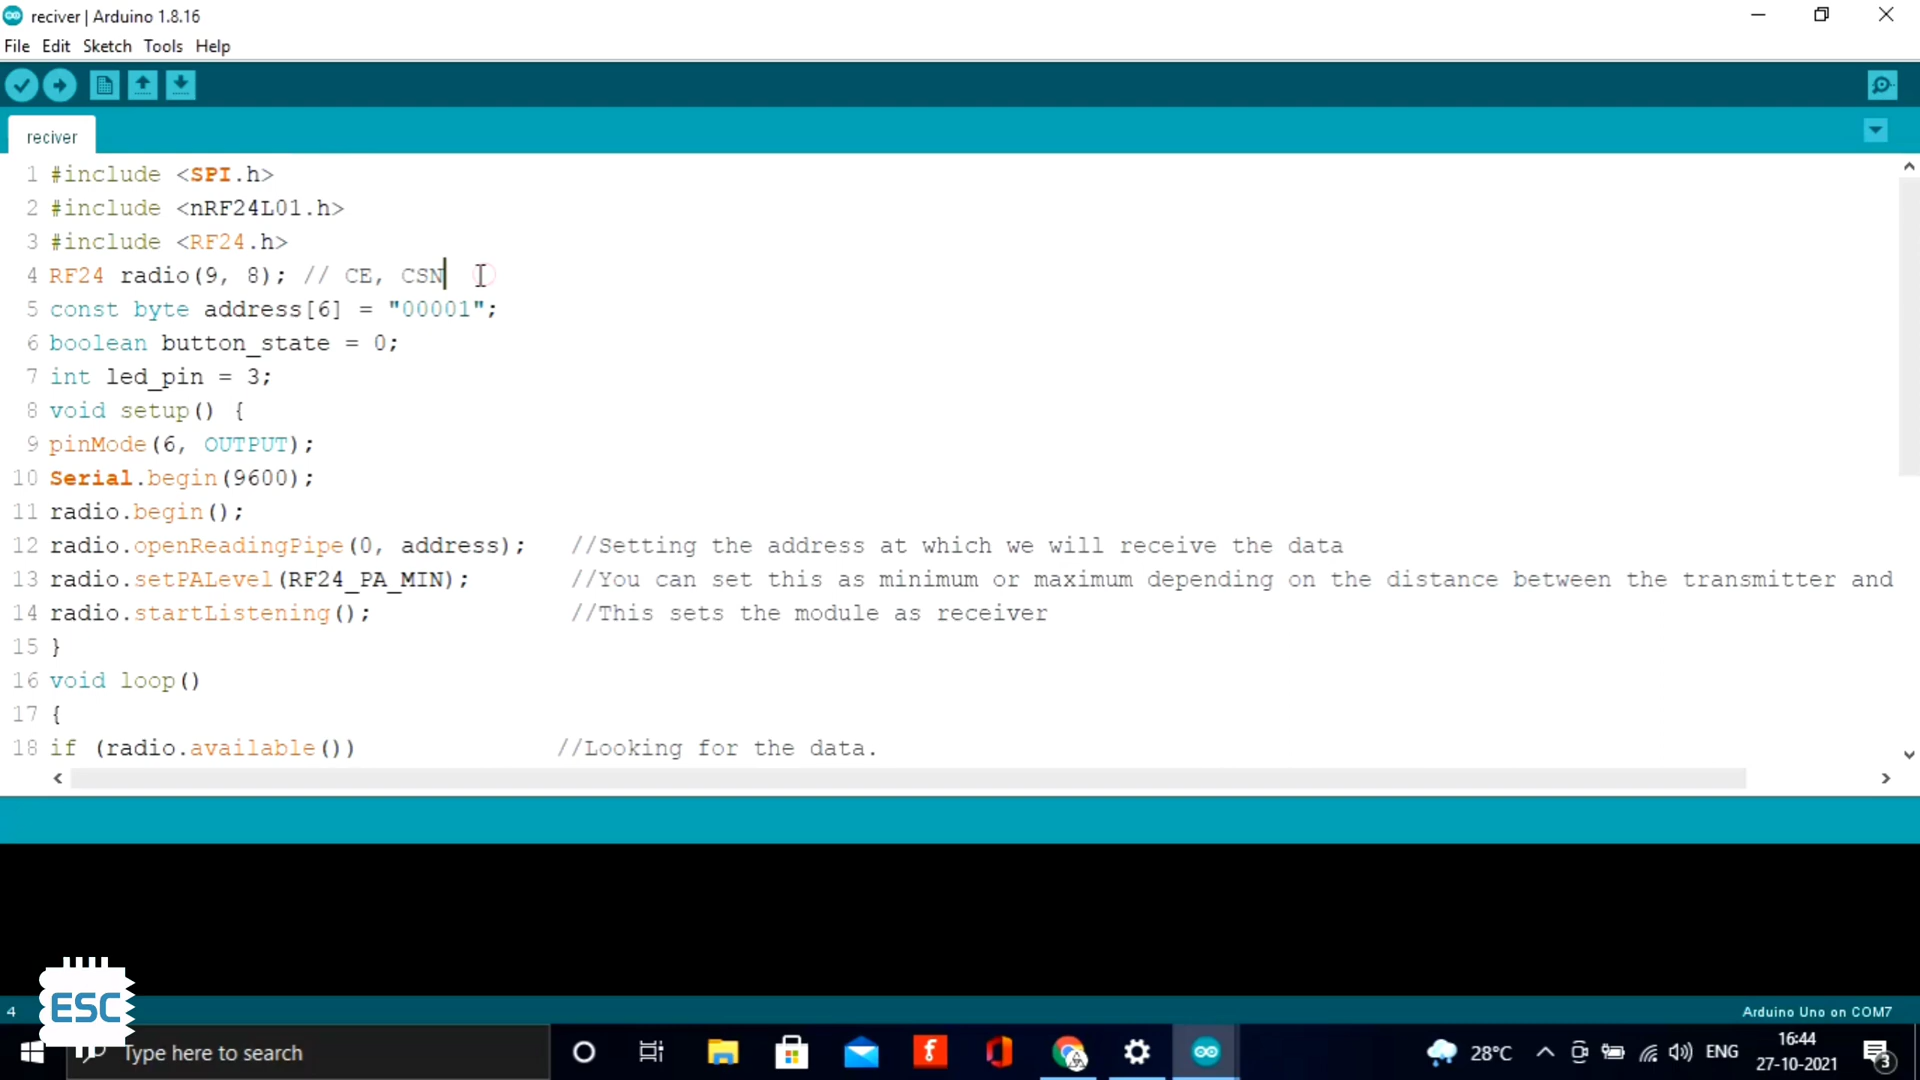 reciver | Arduino 1.8.16
File Edit Sketch Tools Help
reciver
1 #include <SPI.h>
2 #include <nRF24L01.h>
3 #include <RF24.h>
4 RF24 radio(9, 8); // CE, CSN
5 const byte address[6] = "00001";
6 boolean button_state = 0;
7 int led_pin = 3;
8 void setup() {
9 pinMode(6, OUTPUT);
10 Serial.begin(9600);
11 radio.begin();
12 radio.openReadingPipe(0, address); //Setting the address at which we will receive the data
13 radio.setPALevel(RF24_PA_MIN); //You can set this as minimum or maximum depending on the distance between the transmitter and
14 radio.startListening(); //This sets the module as receiver
15 }
16 void loop()
17 {
18 if (radio.available()) //Looking for the data.
4
Arduino Uno on COM7
ESC
Type here to search
28°C
ENG
16:44
27-10-2021
3